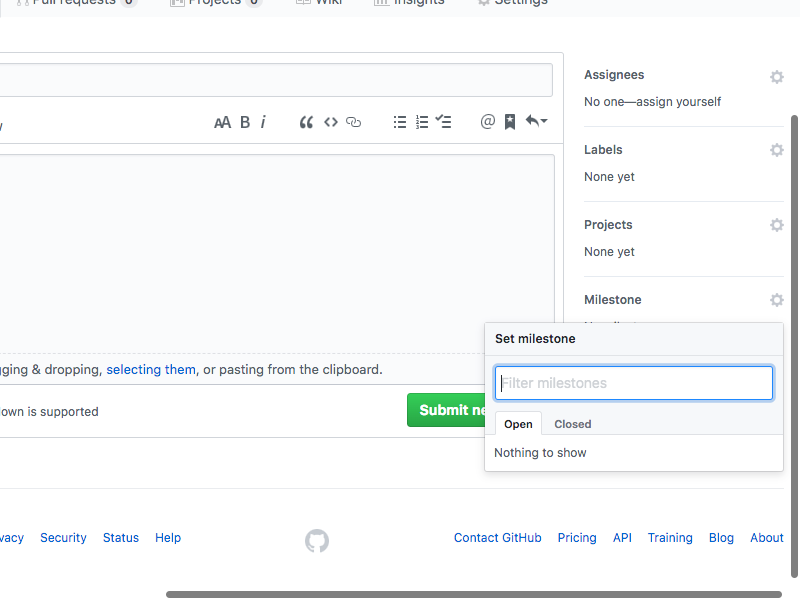 Pull requests 0 Projects 0 Wiki Insights Settings
Assignees
No one—assign yourself
AA B i
Labels
None yet
Projects
None yet
Milestone
Set milestone
Filter milestones
Open Closed
Nothing to show
gging & dropping, selecting them, or pasting from the clipboard.
own is supported
Submit ne
vacy Security Status Help
Contact GitHub Pricing API Training Blog About